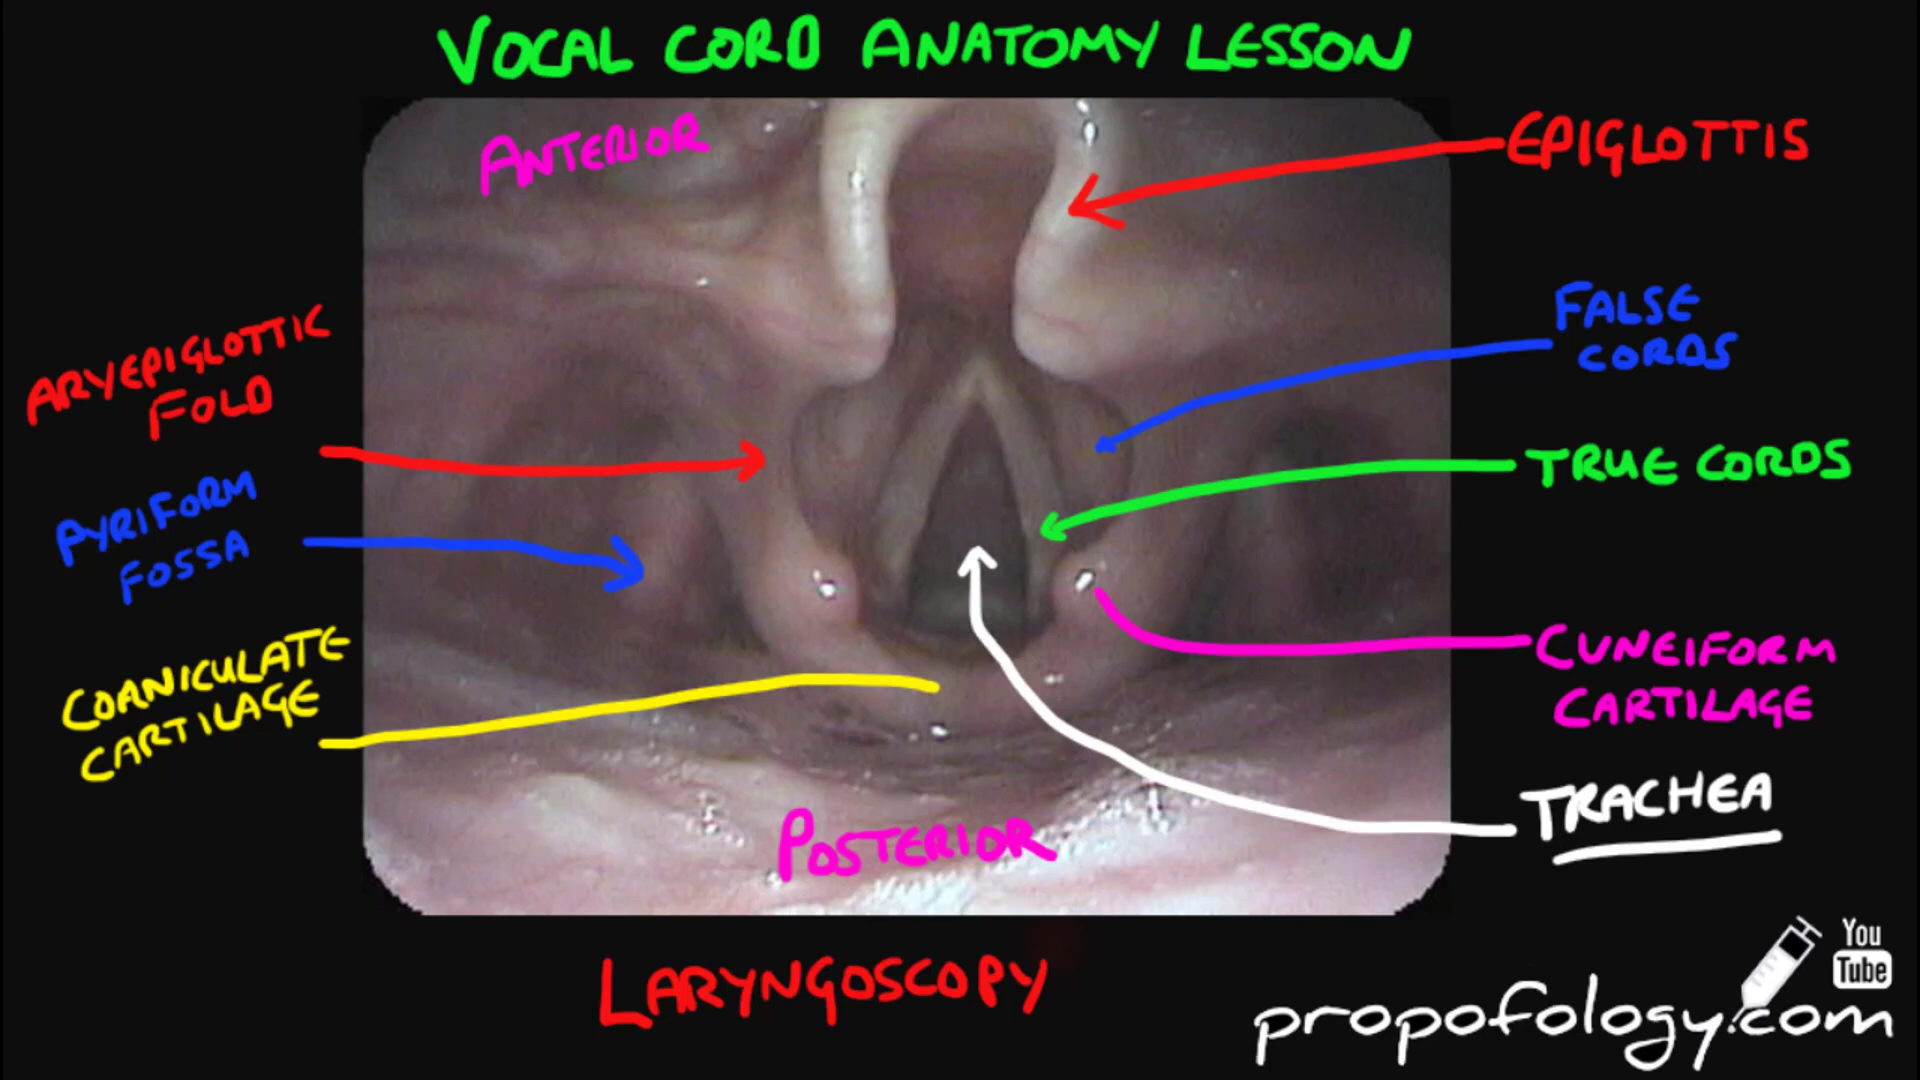 VOCAL CORD ANATOMY LESSON
ANTERIOR
EPIGLOTTIS
FALSE
CORDS
ARYEPIGLOTTIC
FOLD
TRUE CORDS
PYRIFORM
FOSSA
CORNICULATE
CARTILAGE
CUNEIFORM
CARTILAGE
TRACHEA
POSTERIOR
LARYNGOSCOPY
You
Tube
propofology.com